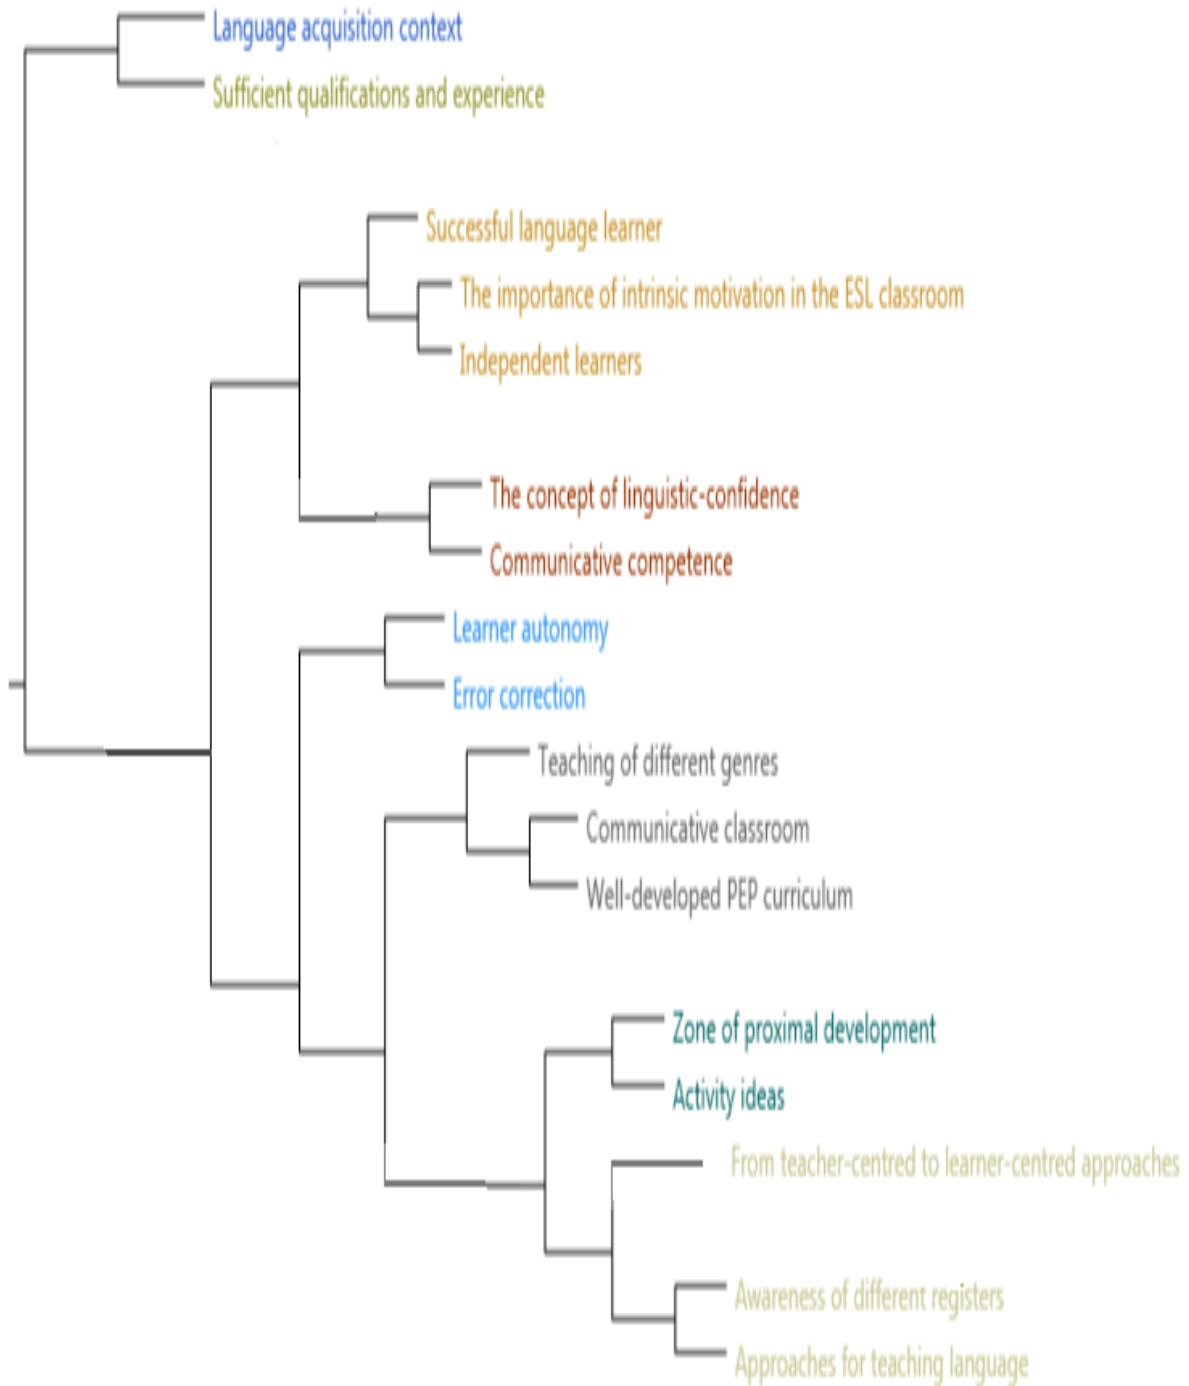 Language acquisition context
Sufficient qualifications and experience
Successful language learner
The importance of intrinsic motivation in the ESL classroom
Independent learners
The concept of linguistic-confidence
Communicative competence
Learner autonomy
Error correction
Teaching of different genres
Communicative classroom
Well-developed PEP curriculum
Zone of proximal development
Activity ideas
From teacher-centred to learner-centred approaches
Awareness of different registers
Approaches for teaching language